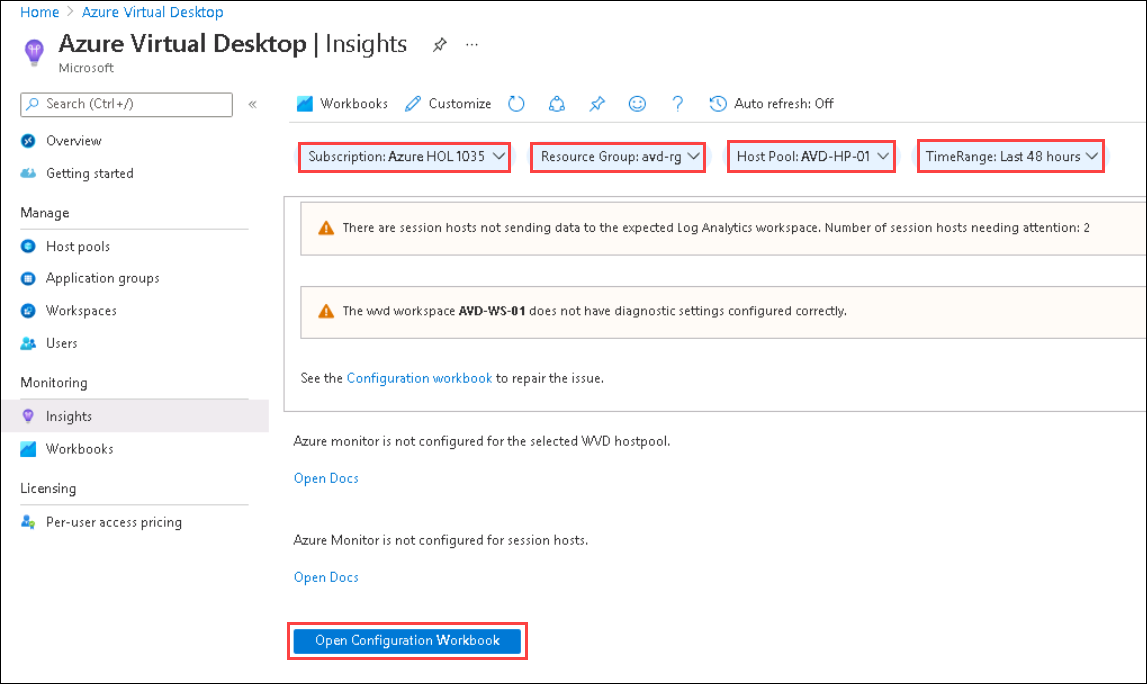 Home > Azure Virtual Desktop
Azure Virtual Desktop | Insights ...
Microsoft
Search (Ctrl+/) «
Workbooks Customize ? Auto refresh: Off
Subscription: Azure HOL 1035 Resource Group: avd-rg Host Pool: AVD-HP-01 TimeRange: Last 48 hours
Overview
Getting started
Manage
Host pools
Application groups
Workspaces
Users
Monitoring
Insights
Workbooks
Licensing
Per-user access pricing
There are session hosts not sending data to the expected Log Analytics workspace. Number of session hosts needing attention: 2
The wvd workspace AVD-WS-01 does not have diagnostic settings configured correctly.
See the Configuration workbook to repair the issue.
Azure monitor is not configured for the selected WVD hostpool.
Open Docs
Azure Monitor is not configured for session hosts.
Open Docs
Open Configuration Workbook